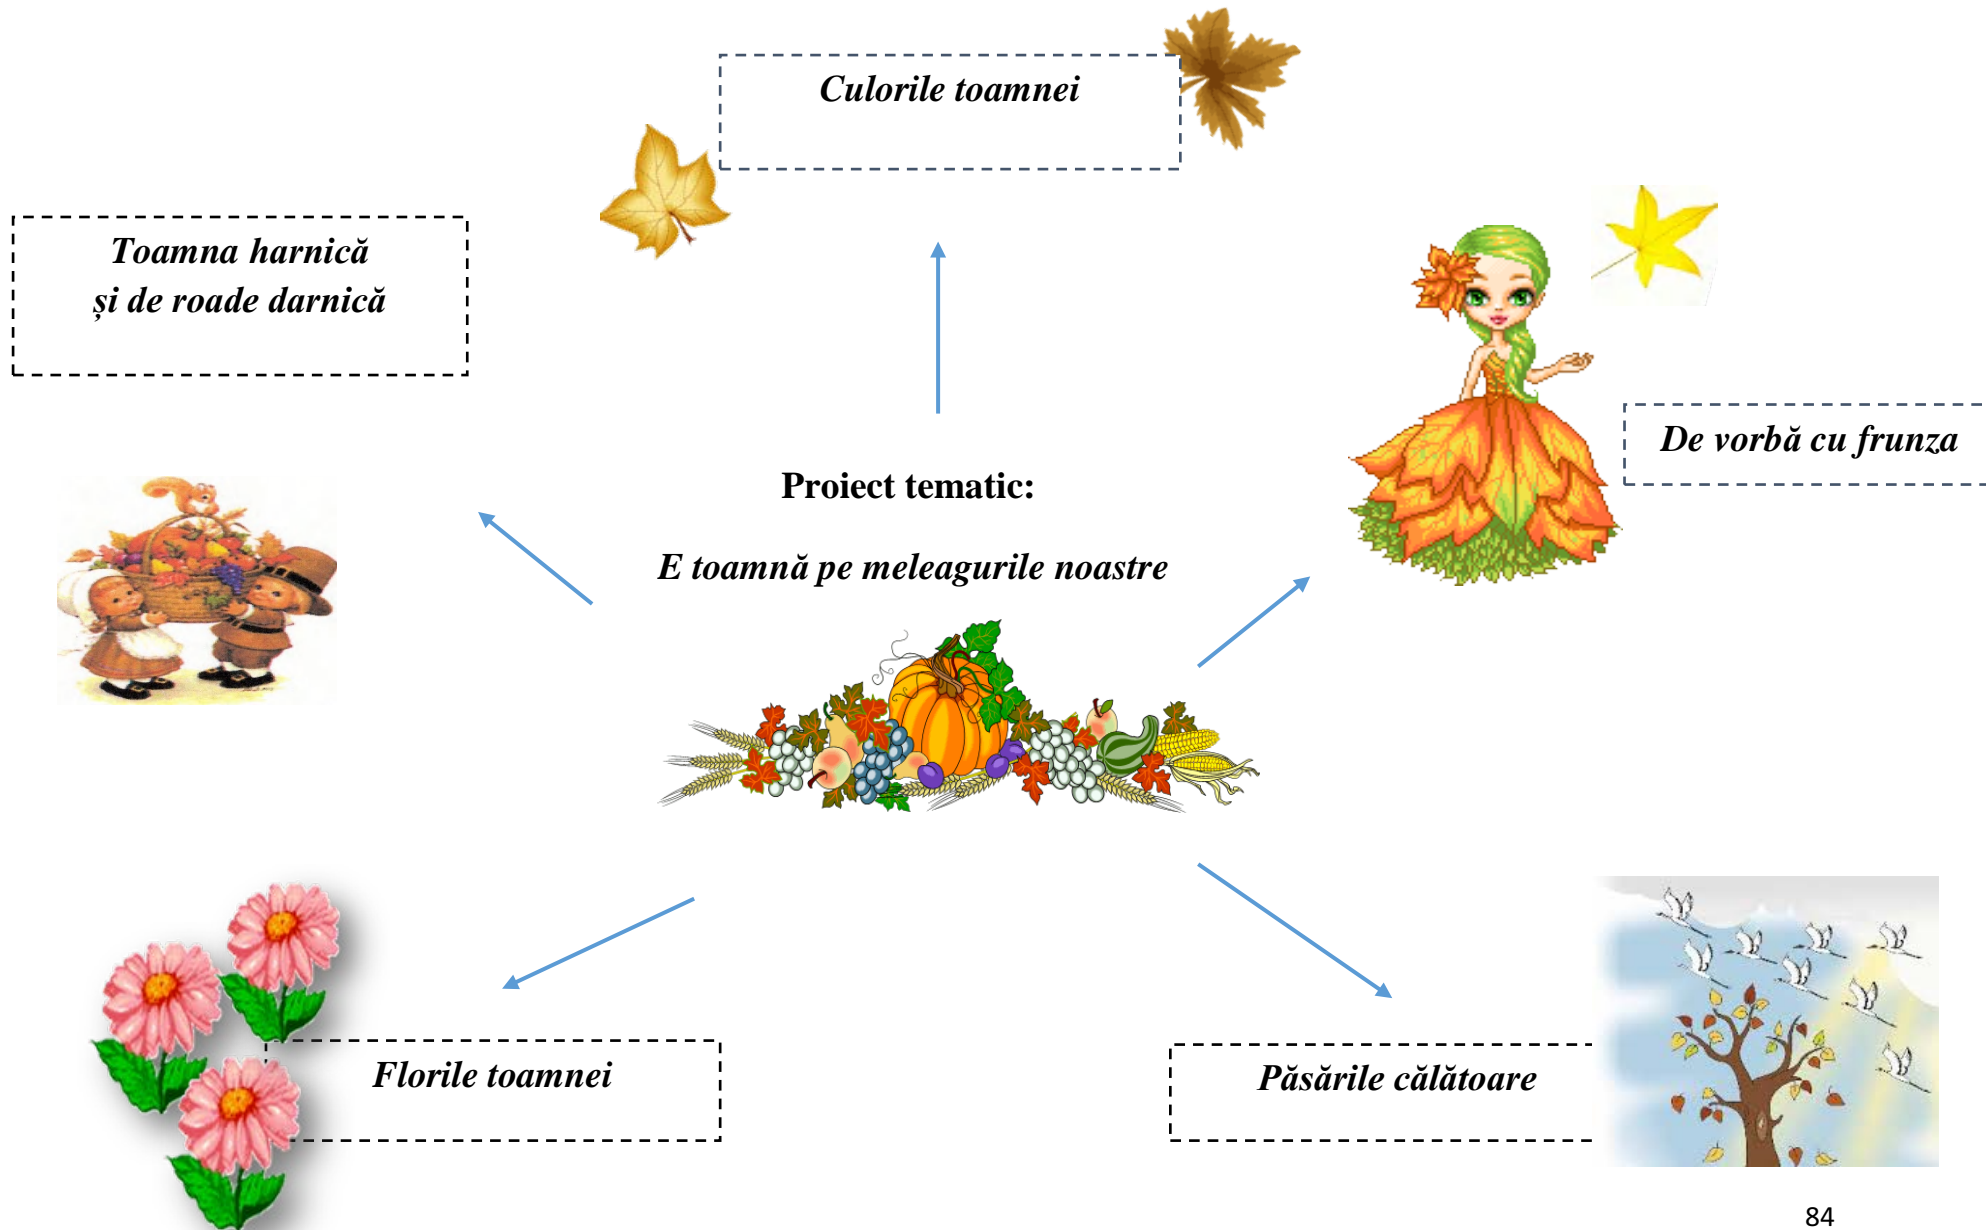 Culorile toamnei
Toamna harnică
și de roade darnică
De vorbă cu frunza
Proiect tematic:
E toamnă pe meleagurile noastre
Florile toamnei
Păsările călătoare
84